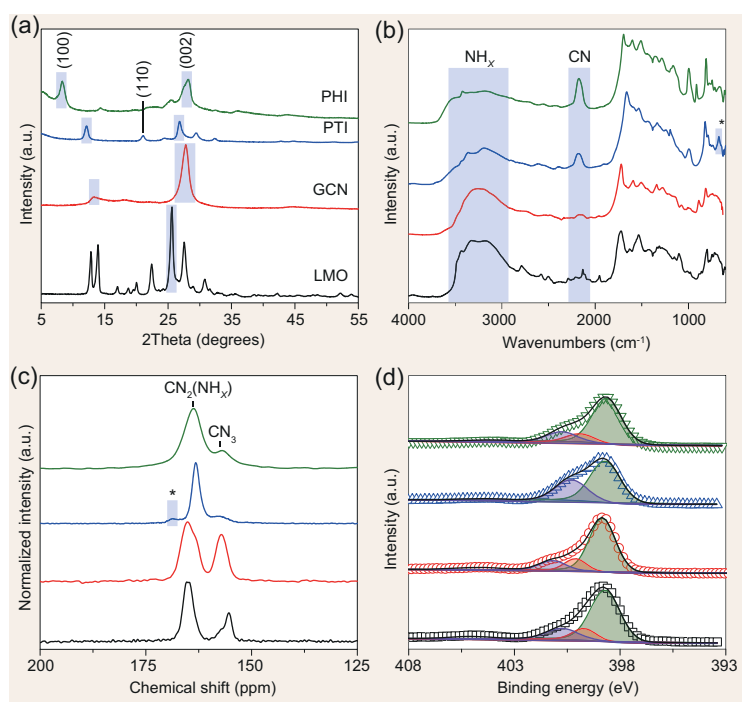 (a)
(100)
(110)
(002)
PHI
PTI
GCN
LMO
Intensity (a.u.)
5 15 25 35 45 55
2Theta (degrees)
(b)
NHₓ
CN
*
Intensity (a.u.)
4000 3000 2000 1000
Wavenumbers (cm⁻¹)
(c)
CN₂(NHₓ)
CN₃
*
Normalized intensity (a.u.)
200 175 150 125
Chemical shift (ppm)
(d)
Intensity (a.u.)
408 403 398 393
Binding energy (eV)